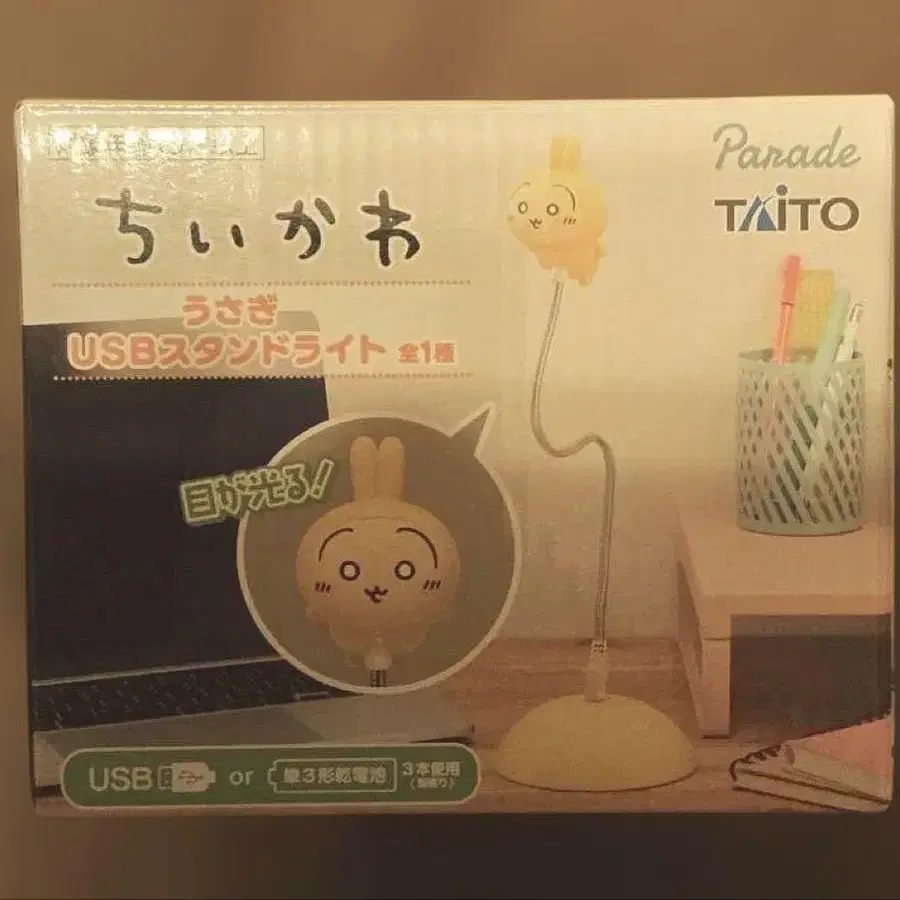 Parade
TAITO
ちいかわ
うさぎ
USBスタンドライト 全1種
目が光る!
USB or 単3形乾電池 3本使用